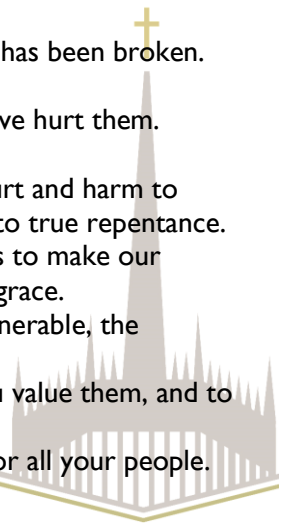 has been broken.
ve hurt them.
urt and harm to
to true repentance.
s to make our
grace.
nerable, the
u value them, and to
or all your people.